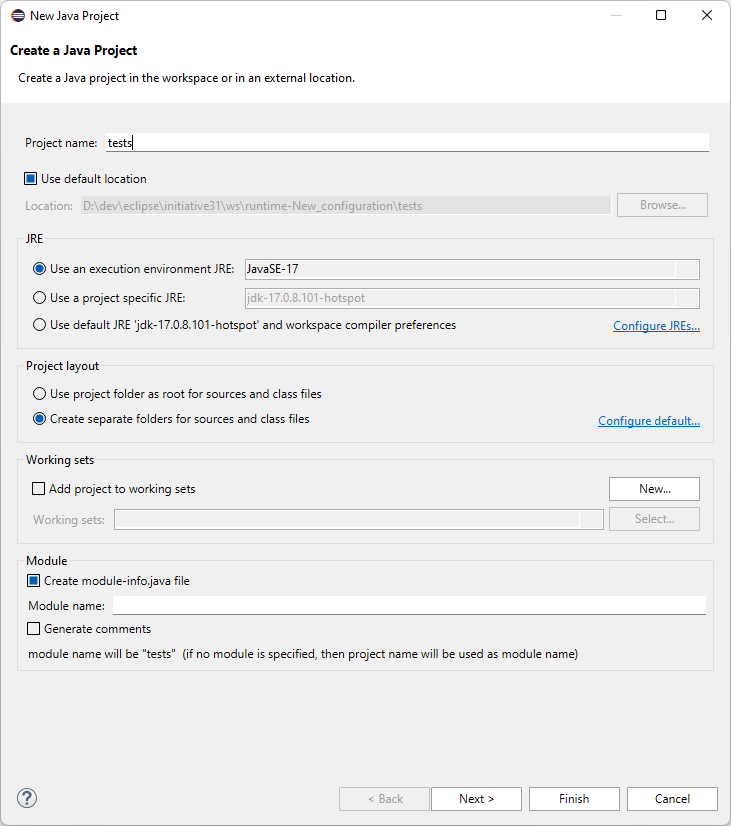 New Java Project
Create a Java Project
Create a Java project in the workspace or in an external location.
Project name: tests
Use default location
Location: D:\dev\eclipse\initiative31\ws\runtime-New_configuration\tests Browse...
JRE
Use an execution environment JRE: JavaSE-17
Use a project specific JRE: jdk-17.0.8.101-hotspot
Use default JRE 'jdk-17.0.8.101-hotspot' and workspace compiler preferences Configure JREs...
Project layout
Use project folder as root for sources and class files
Create separate folders for sources and class files Configure default...
Working sets
Add project to working sets New...
Working sets: Select...
Module
Create module-info.java file
Module name:
Generate comments
module name will be "tests" (if no module is specified, then project name will be used as module name)
? < Back Next > Finish Cancel